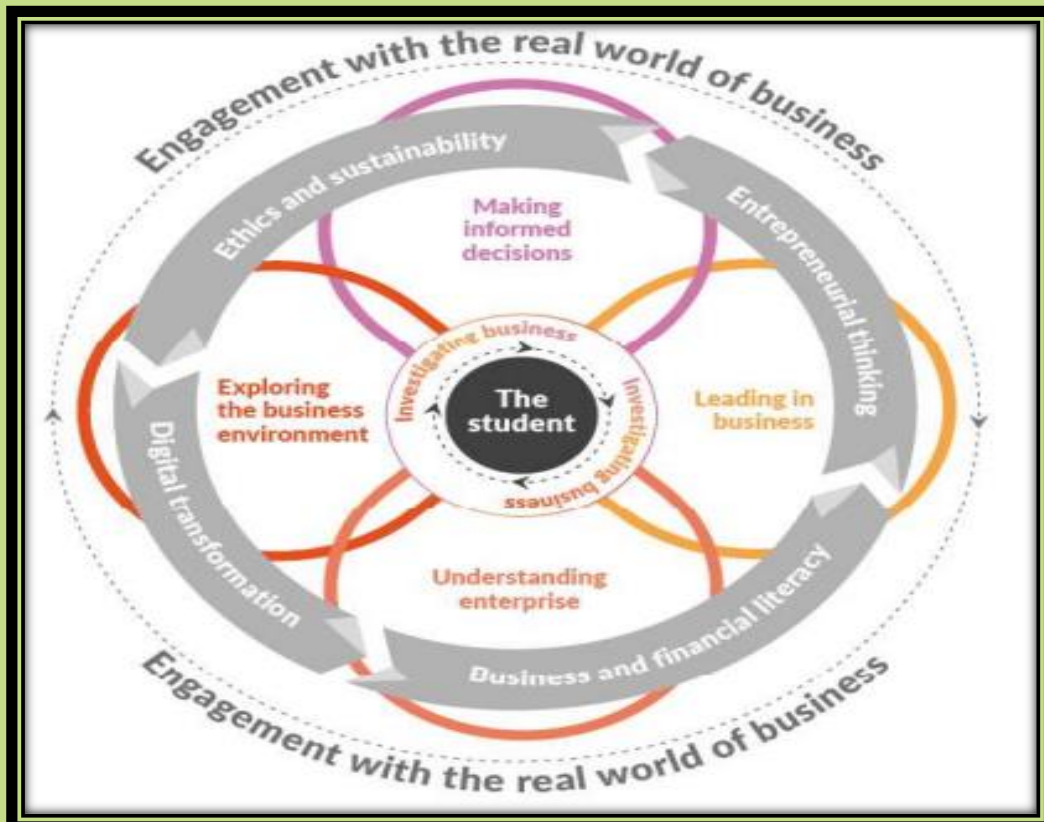 Engagement with the real world of business
Ethics and sustainability
Entrepreneurial thinking
Making
informed
decisions
Investigating business
Exploring
the business
environment
The
student
Leading in
business
Investigating business
Digital transformation
Understanding
enterprise
Business and financial literacy
Engagement with the real world of business